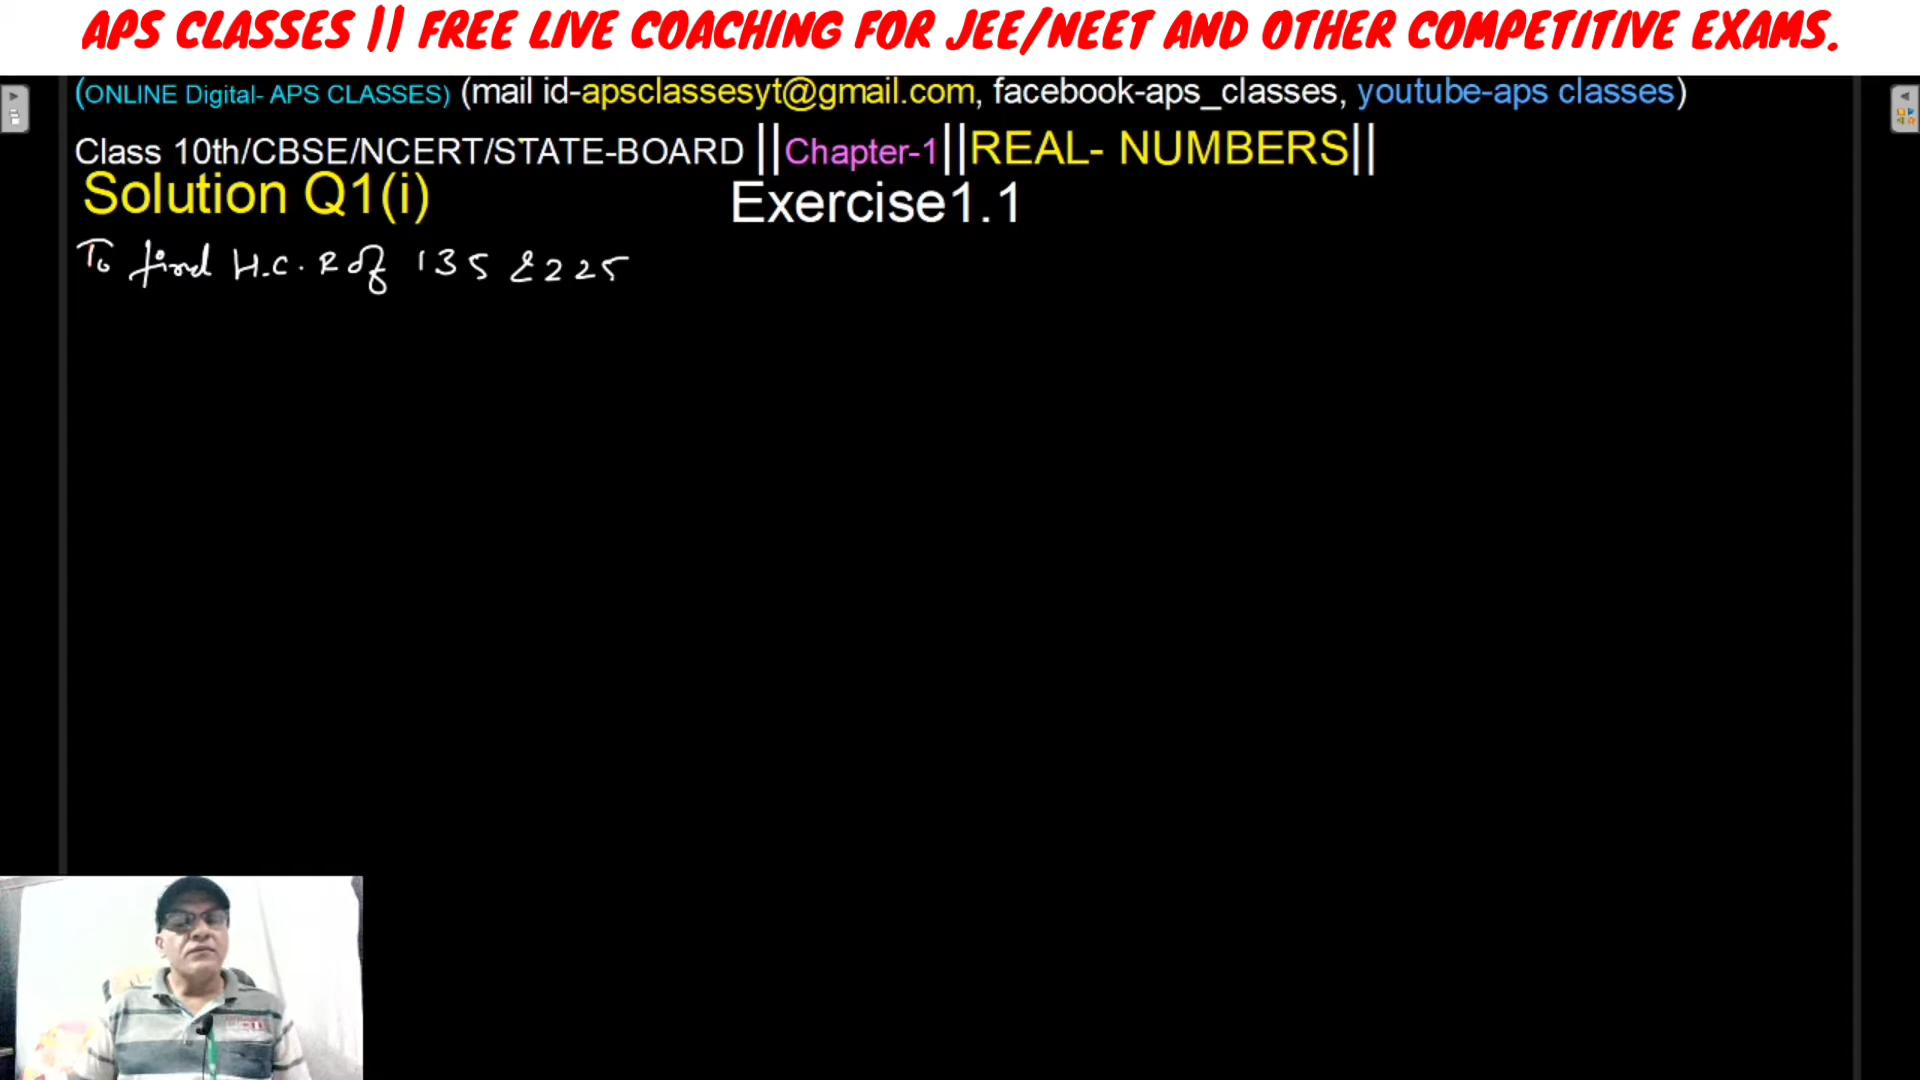 APS CLASSES || FREE LIVE COACHING FOR JEE/NEET AND OTHER COMPETITIVE EXAMS.
(ONLINE Digital- APS CLASSES) (mail id-apsclassesyt@gmail.com, facebook-aps_classes, youtube-aps classes)
Class 10th/CBSE/NCERT/STATE-BOARD ||Chapter-1||REAL- NUMBERS||
Solution Q1(i) Exercise1.1
To find H.C.F of 135 & 225